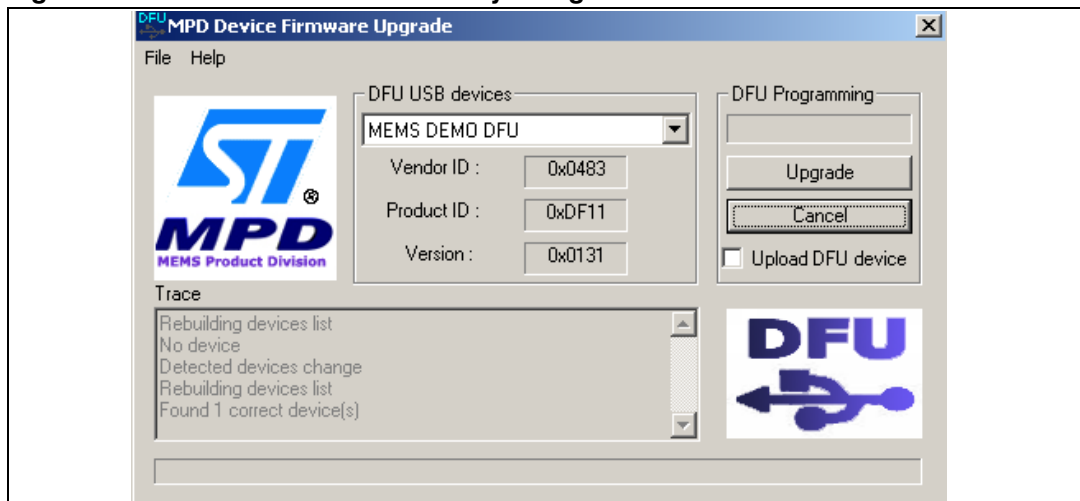 DFU MPD Device Firmware Upgrade
File Help
DFU USB devices
MEMS DEMO DFU
Vendor ID : 0x0483
Product ID : 0xDF11
Version : 0x0131
DFU Programming
Upgrade
Cancel
Upload DFU device
ST ®
MPD
MEMS Product Division
Trace
Rebuilding devices list
No device
Detected devices change
Rebuilding devices list
Found 1 correct device(s)
DFU